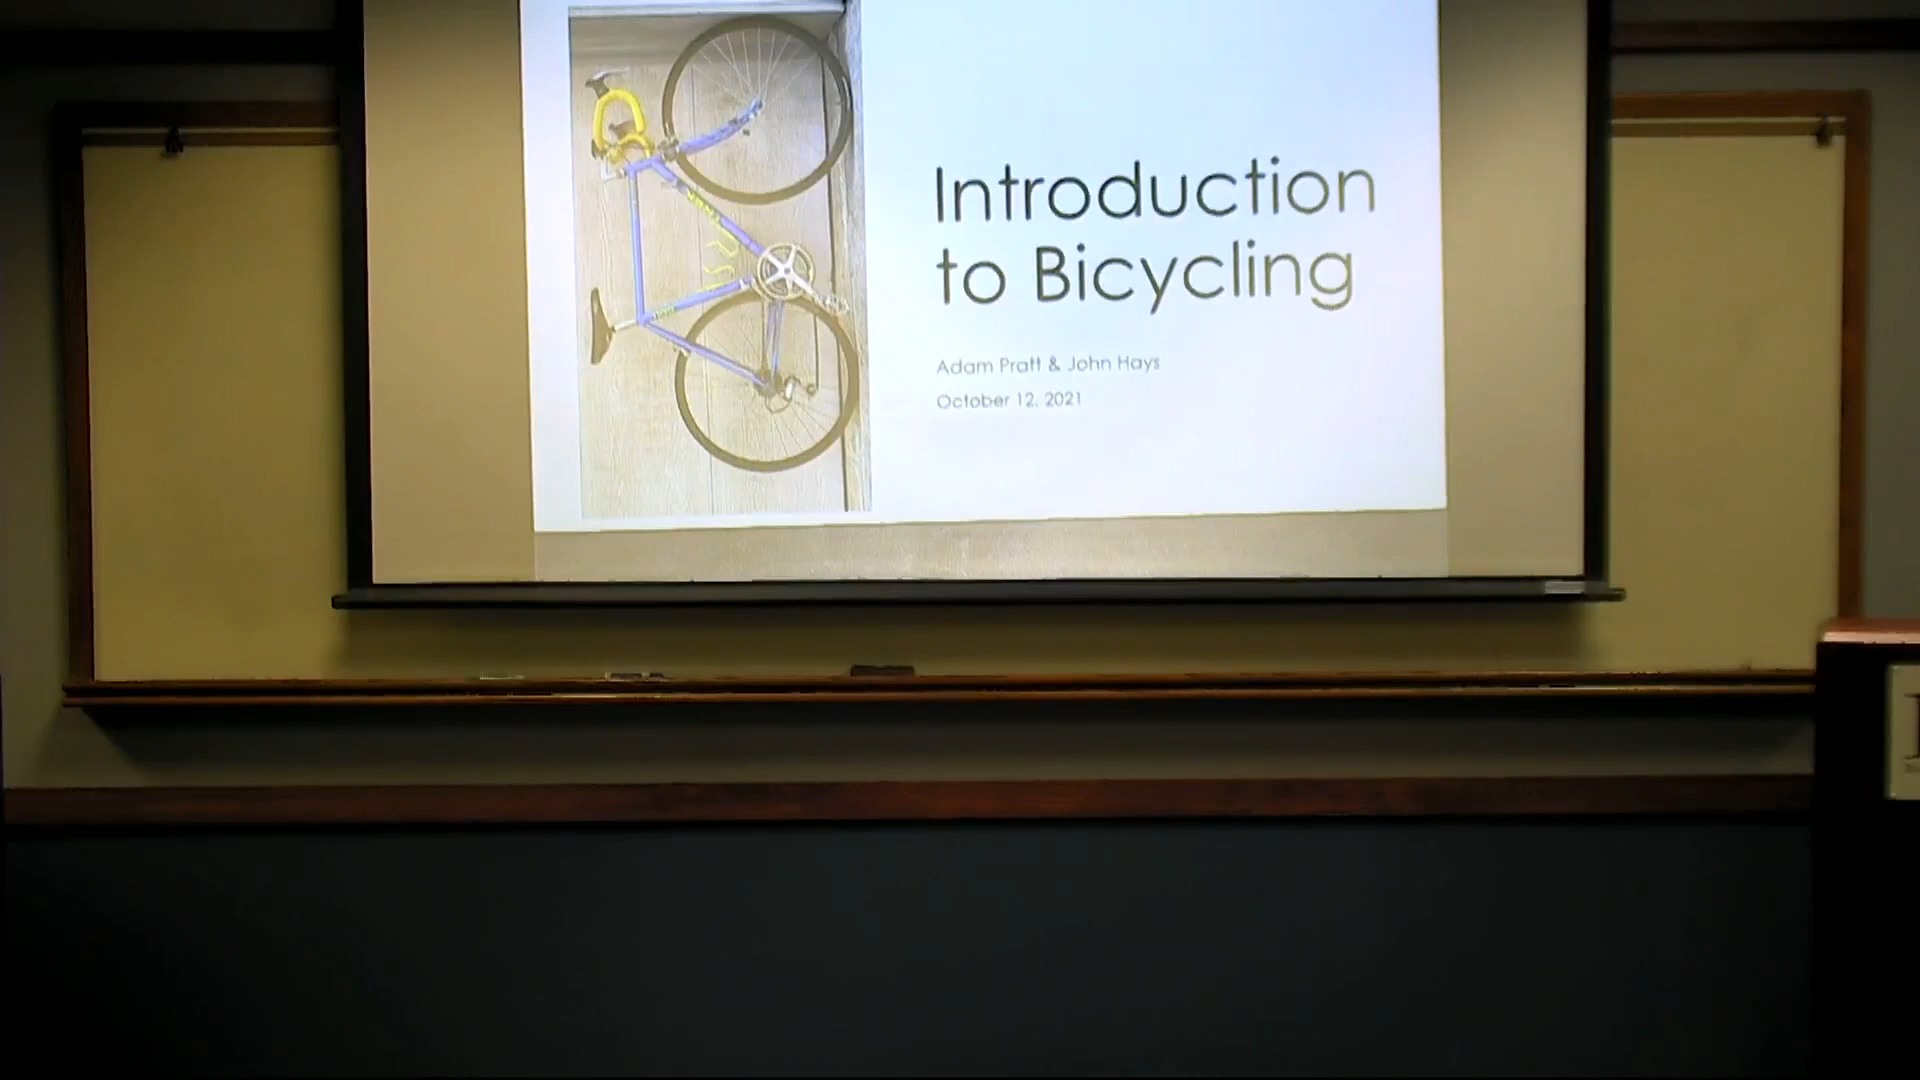 Introduction
to Bicycling
Adam Pratt & John Hays
October 12, 2021